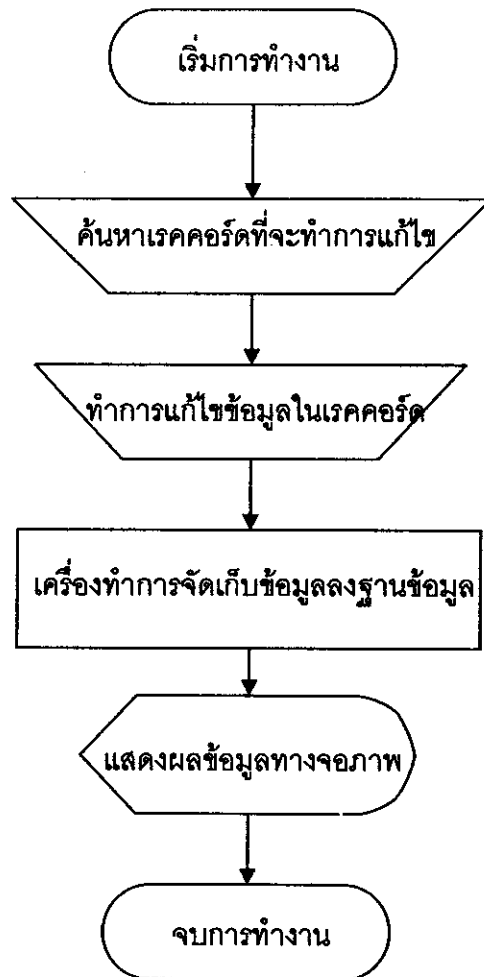 เริ่มการทำงาน
ค้นหาเรคคอร์ดที่จะทำการแก้ไข
ทำการแก้ไขข้อมูลในเรคคอร์ด
เครื่องทำการจัดเก็บข้อมูลลงฐานข้อมูล
แสดงผลข้อมูลทางจอภาพ
จบการทำงาน